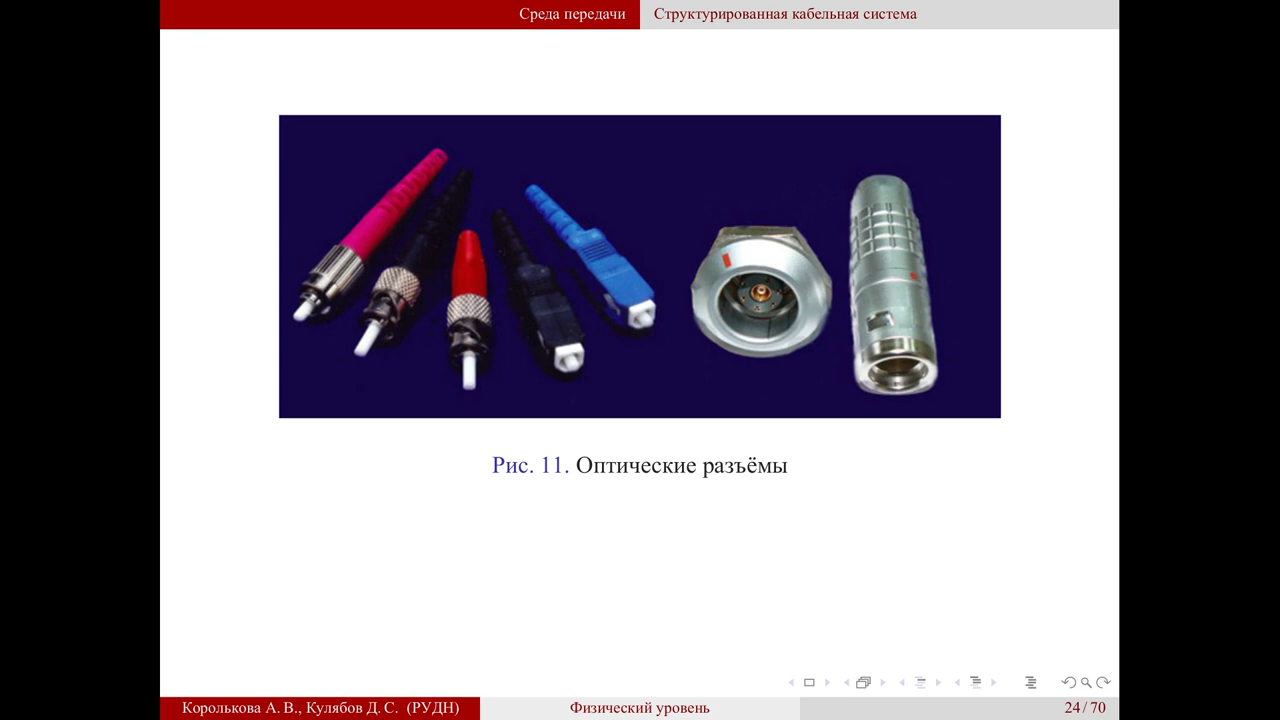 Среда передачи
Структурированная кабельная система
Рис. 11. Оптические разъёмы
Королькова А. В., Кулябов Д. С. (РУДН)
Физический уровень
24 / 70